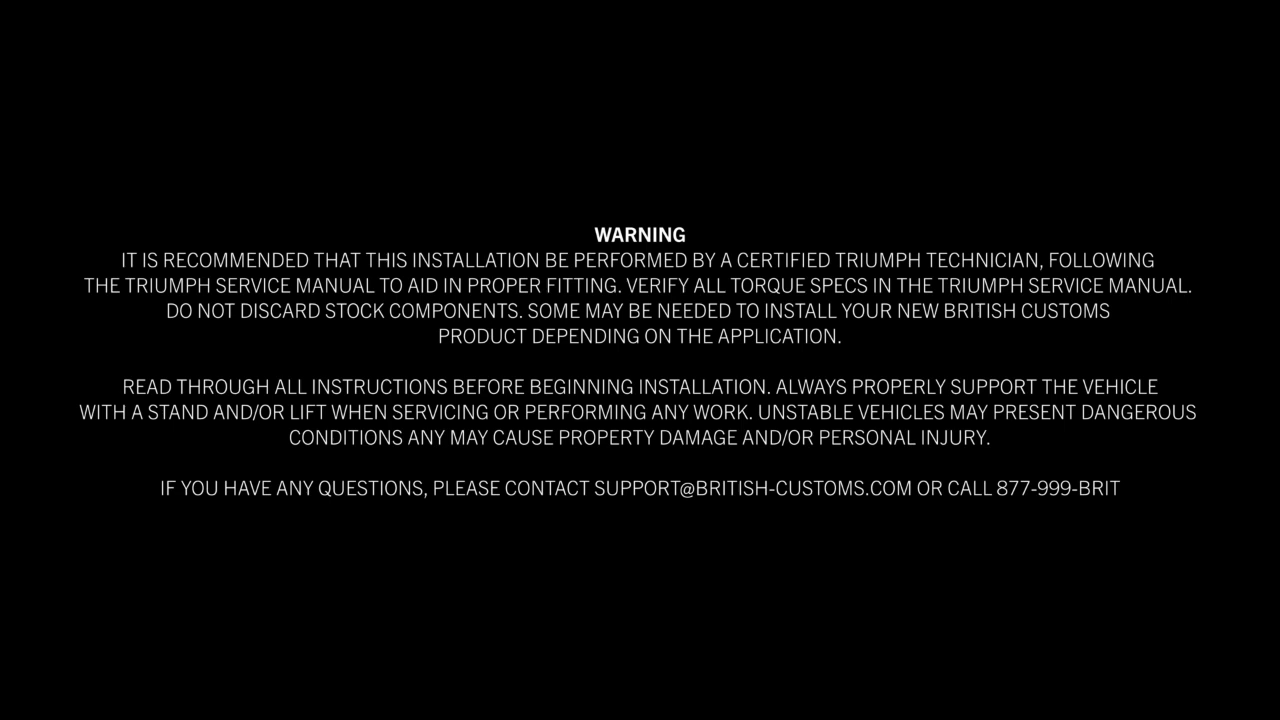 WARNING
IT IS RECOMMENDED THAT THIS INSTALLATION BE PERFORMED BY A CERTIFIED TRIUMPH TECHNICIAN, FOLLOWING
THE TRIUMPH SERVICE MANUAL TO AID IN PROPER FITTING. VERIFY ALL TORQUE SPECS IN THE TRIUMPH SERVICE MANUAL.
DO NOT DISCARD STOCK COMPONENTS. SOME MAY BE NEEDED TO INSTALL YOUR NEW BRITISH CUSTOMS
PRODUCT DEPENDING ON THE APPLICATION.
READ THROUGH ALL INSTRUCTIONS BEFORE BEGINNING INSTALLATION. ALWAYS PROPERLY SUPPORT THE VEHICLE
WITH A STAND AND/OR LIFT WHEN SERVICING OR PERFORMING ANY WORK. UNSTABLE VEHICLES MAY PRESENT DANGEROUS
CONDITIONS ANY MAY CAUSE PROPERTY DAMAGE AND/OR PERSONAL INJURY.
IF YOU HAVE ANY QUESTIONS, PLEASE CONTACT SUPPORT@BRITISH-CUSTOMS.COM OR CALL 877-999-BRIT